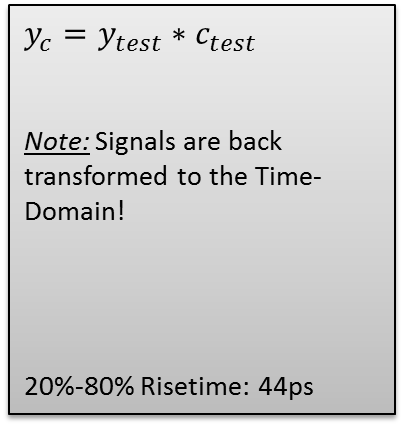 y_c = y_test * c_test
Note: Signals are back
transformed to the Time-
Domain!
20%-80% Risetime: 44ps